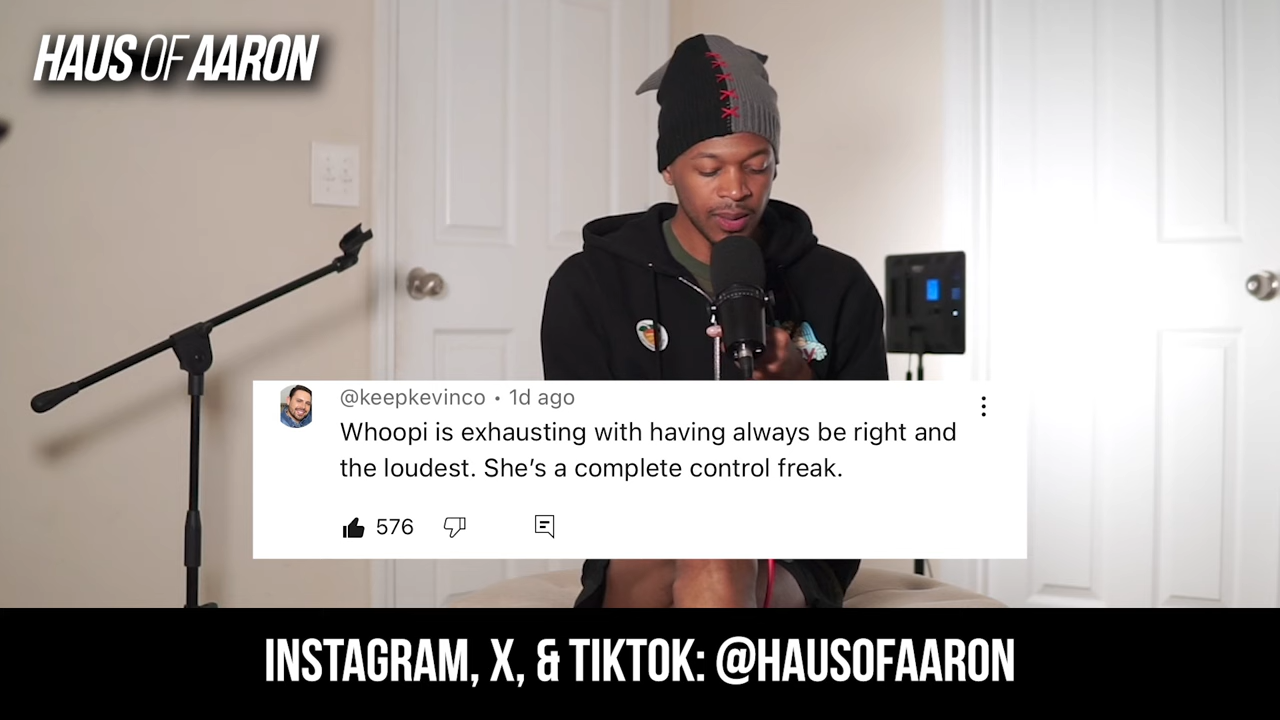 HAUS OF AARON
@keepkevinco • 1d ago
Whoopi is exhausting with having always be right and
the loudest. She's a complete control freak.
576
INSTAGRAM, X, & TIKTOK: @HAUSOFAARON